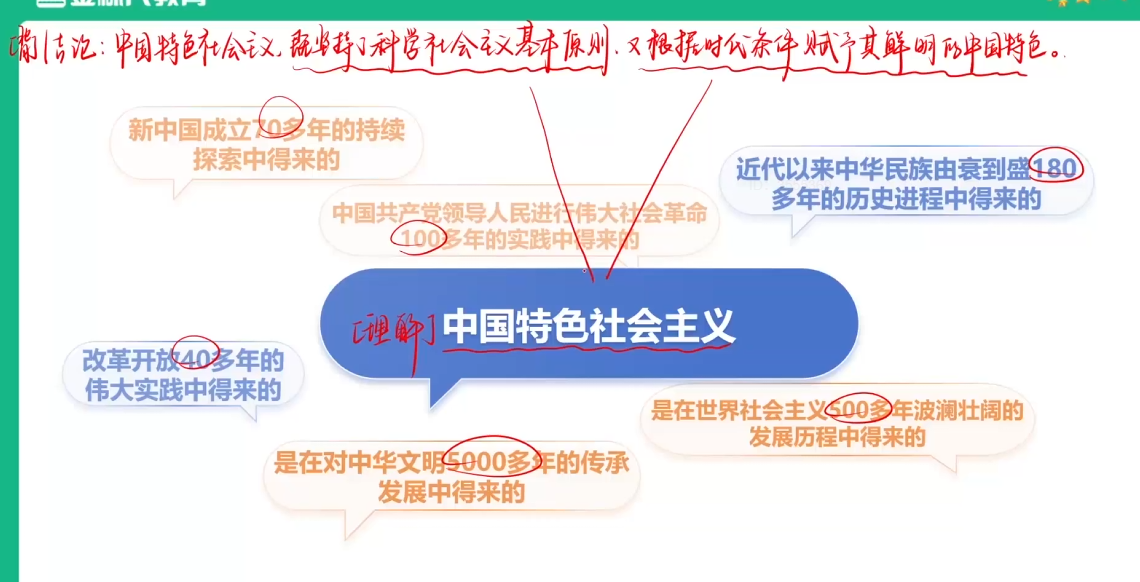 [背]结论：中国特色社会主义，既坚持了科学社会主义基本原则，又根据时代条件赋予其鲜明的中国特色。
新中国成立70多年的持续
探索中得来的
近代以来中华民族由衰到盛180
多年的历史进程中得来的
中国共产党领导人民进行伟大社会革命
100多年的实践中得来的
[理解]中国特色社会主义
改革开放40多年的
伟大实践中得来的
是在世界社会主义500多年波澜壮阔的
发展历程中得来的
是在对中华文明5000多年的传承
发展中得来的